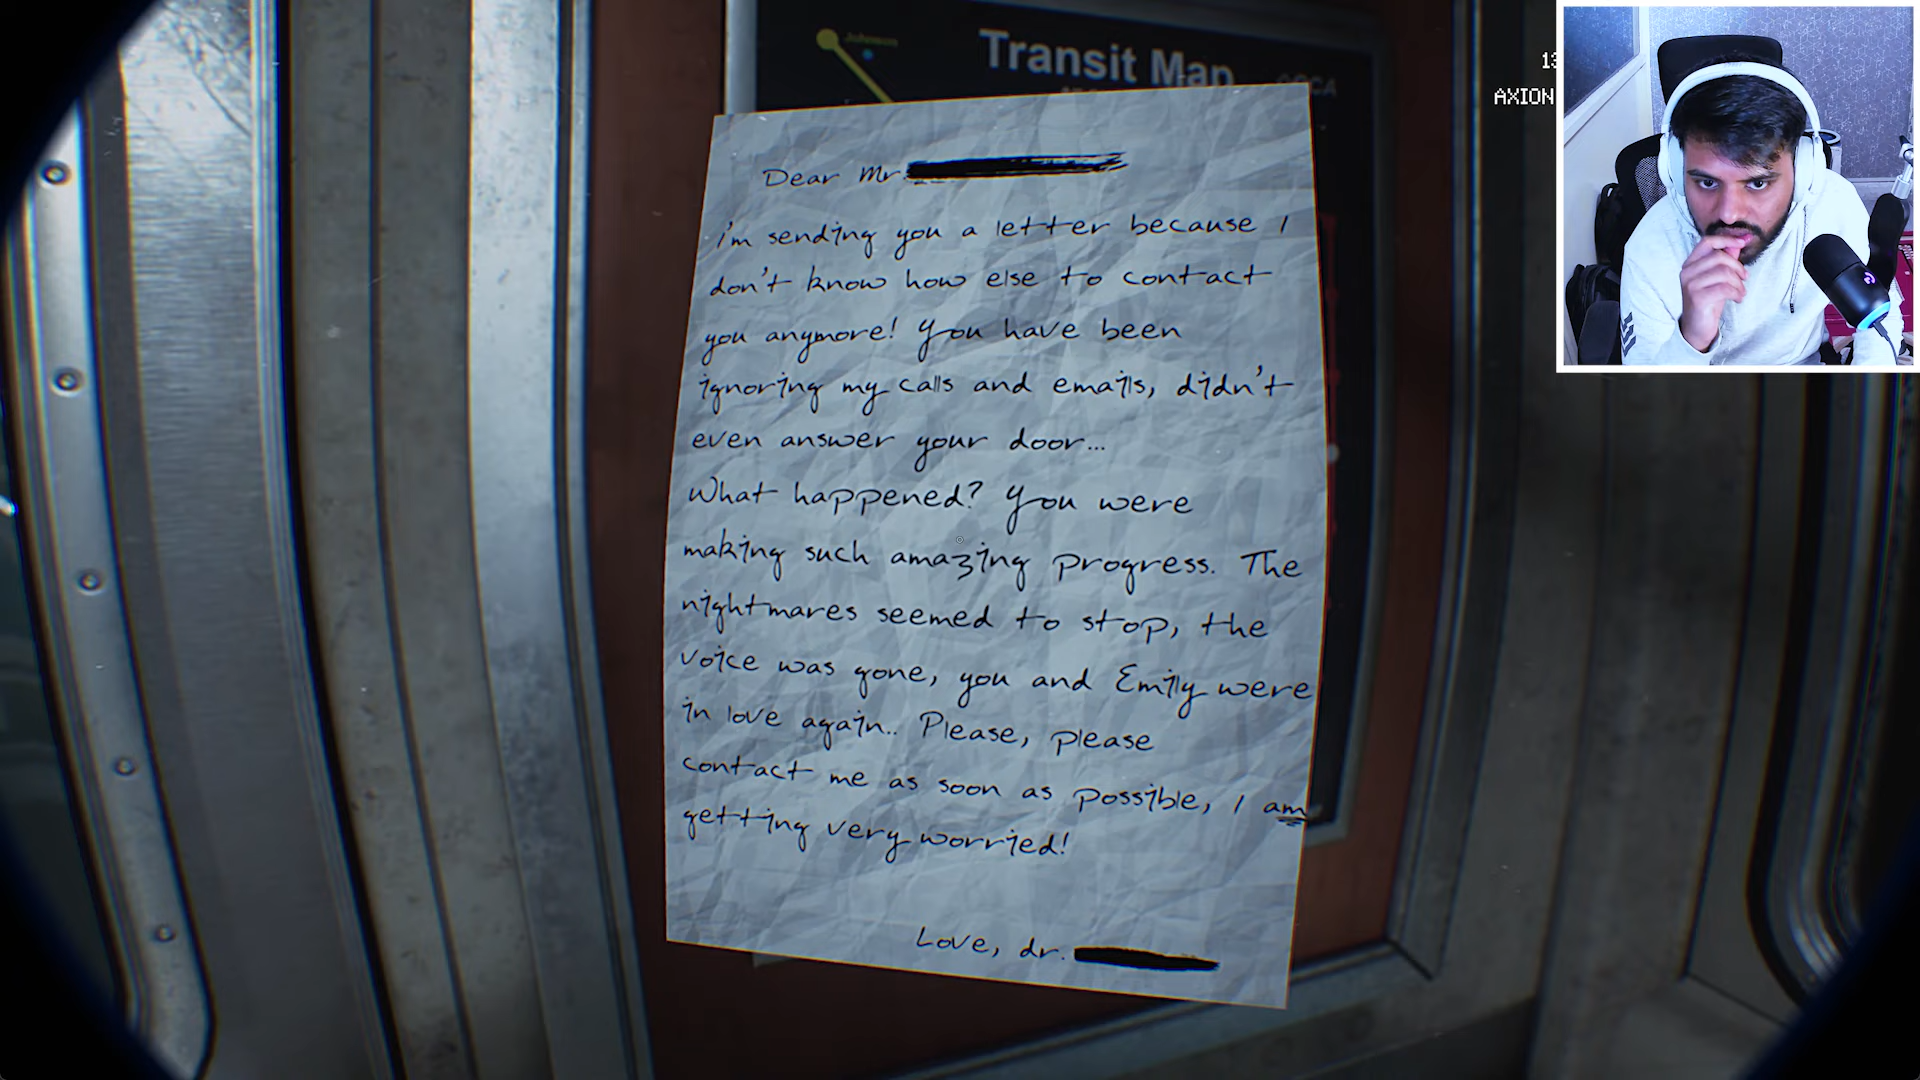 Johnson
Transit Map
AXION
Dear Mr.
i'm sending you a letter because I
don't know how else to contact
you anymore! You have been
ignoring my calls and emails, didn't
even answer your door...
What happened? You were
making such amazing progress. The
nightmares seemed to stop, the
voice was gone, you and Emily were
in love again.. Please, please
contact me as soon as possible, I am
getting very worried!
Love, dr.